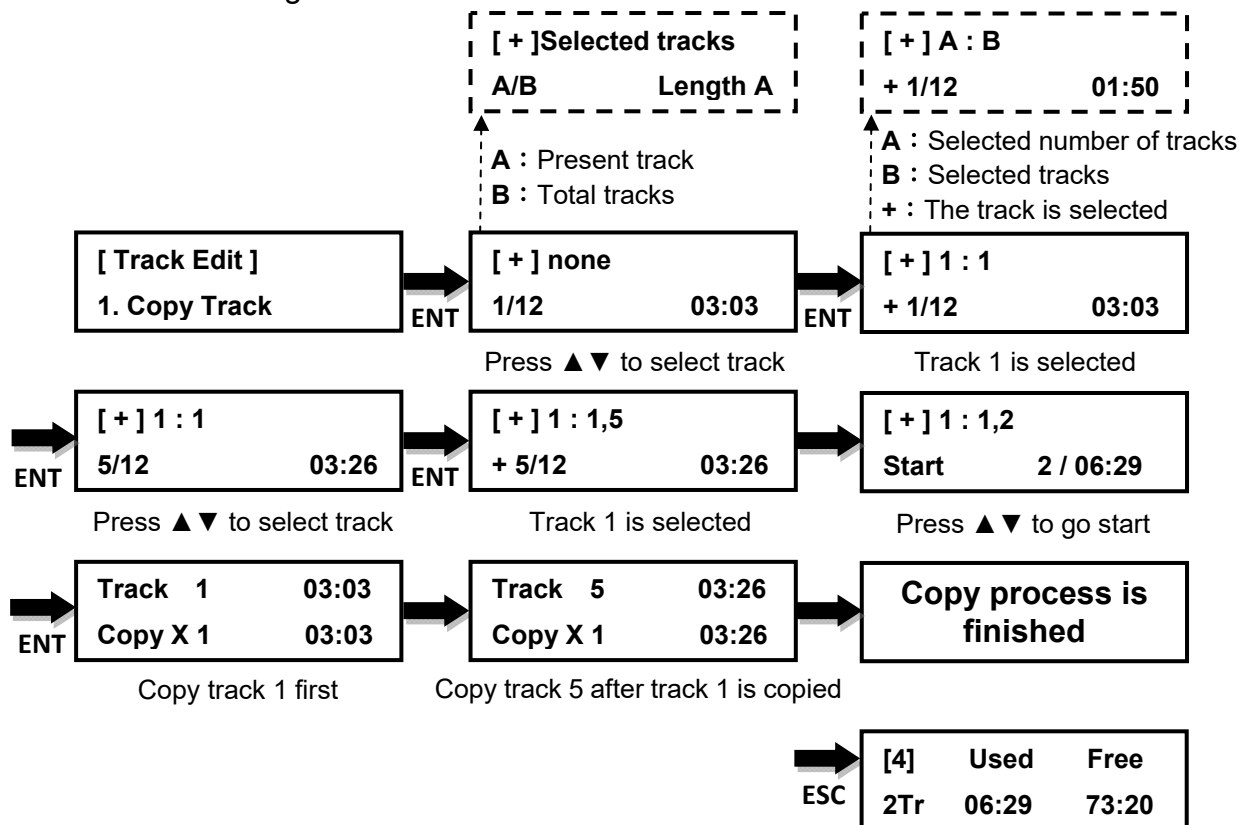 [ + ]Selected tracks
A/B Length A
[ + ] A : B
+ 1/12 01:50
A：Present track
B：Total tracks
A：Selected number of tracks
B：Selected tracks
+：The track is selected
[ Track Edit ]
1. Copy Track
ENT
[ + ] none
1/12 03:03
ENT
[ + ] 1 : 1
+ 1/12 03:03
Press ▲▼ to select track
Track 1 is selected
ENT
[ + ] 1 : 1
5/12 03:26
ENT
[ + ] 1 : 1,5
+ 5/12 03:26
[ + ] 1 : 1,2
Start 2 / 06:29
Press ▲▼ to select track
Track 1 is selected
Press ▲▼ to go start
ENT
Track 1 03:03
Copy X 1 03:03
Track 5 03:26
Copy X 1 03:26
Copy process is
finished
Copy track 1 first
Copy track 5 after track 1 is copied
ESC
[4] Used Free
2Tr 06:29 73:20